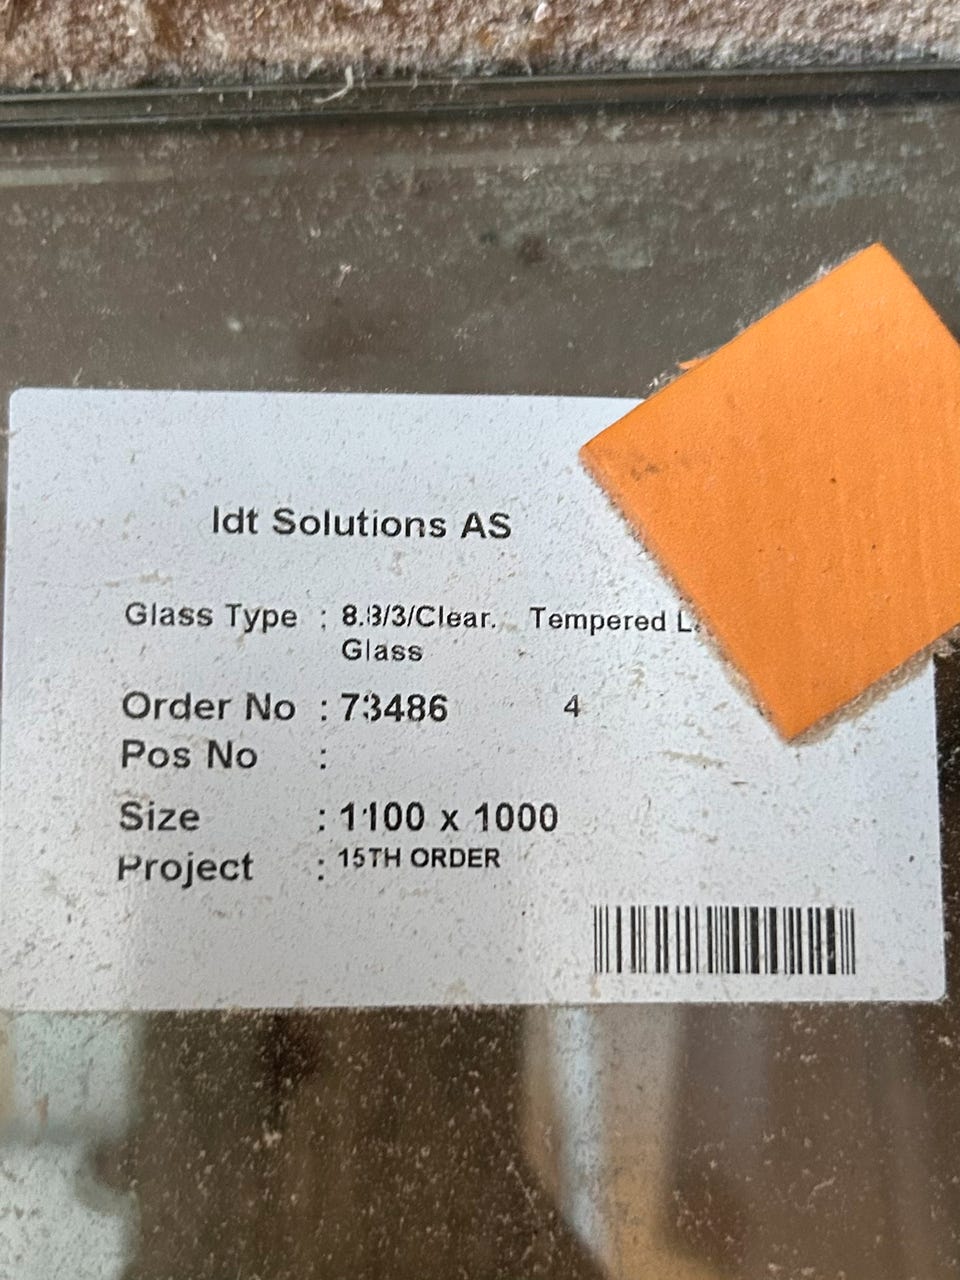 Idt Solutions AS
Glass Type : 8.8/3/Clear. Tempered
Glass
Order No : 73486 4
Pos No :
Size : 1100 x 1000
Project : 15TH ORDER